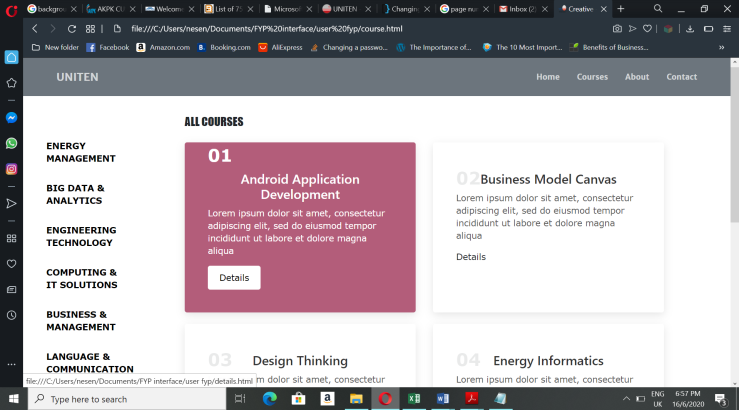 backgrou
AKPK CU
Welcome
List of 75
Microsof
UNITEN
Changing
page nu
Inbox (2)
Creative
file:///C:/Users/nesen/Documents/FYP%20interface/user%20fyp/course.html
New folder
Facebook
Amazon.com
Booking.com
AliExpress
Changing a passwo...
The Importance of...
The 10 Most Import...
Benefits of Business...
UNITEN
Home Courses About Contact
ALL COURSES
ENERGY
MANAGEMENT
BIG DATA &
ANALYTICS
ENGINEERING
TECHNOLOGY
COMPUTING &
IT SOLUTIONS
BUSINESS &
MANAGEMENT
LANGUAGE &
COMMUNICATION
01
Android Application
Development
Lorem ipsum dolor sit amet, consectetur
adipiscing elit, sed do eiusmod tempor
incididunt ut labore et dolore magna
aliqua
Details
02 Business Model Canvas
Lorem ipsum dolor sit amet, consectetur
adipiscing elit, sed do eiusmod tempor
incididunt ut labore et dolore magna
aliqua
Details
03 Design Thinking
m dolor sit amet, consectetur
04 Energy Informatics
Lorem ipsum dolor sit amet, consectetur
file:///C:/Users/nesen/Documents/FYP interface/user fyp/details.html
Type here to search
ENG
UK
6:57 PM
16/6/2020
3